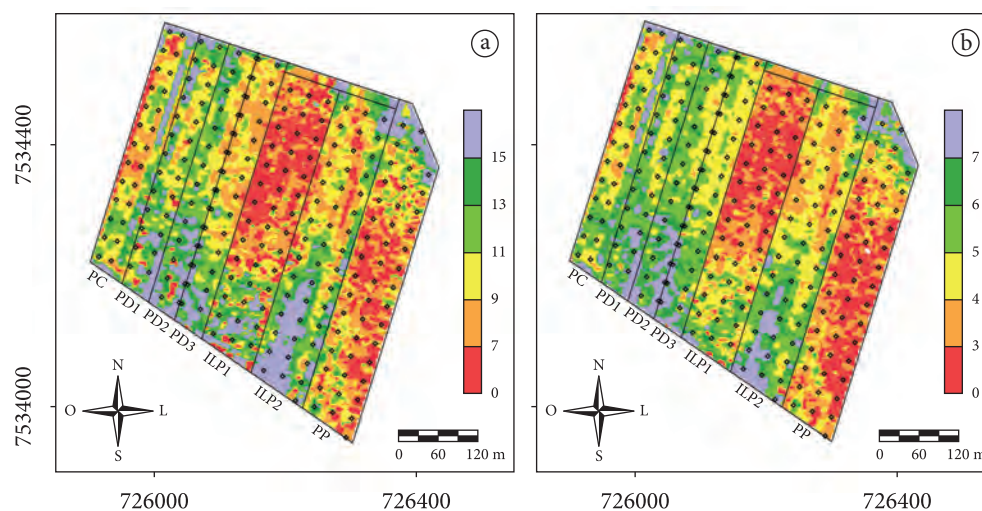 a
b
7534400
7534000
15
13
11
9
7
0
7
6
5
4
3
0
PC
PD1
PD2
PD3
ILP1
ILP2
PP
PC
PD1
PD2
PD3
ILP1
ILP2
PP
N
O L
S
N
O L
S
0 60 120 m
0 60 120 m
726000 726400 726000 726400